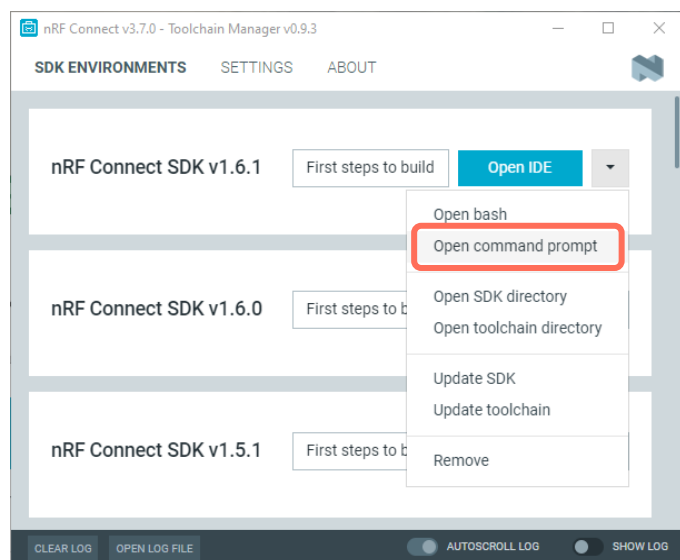 nRF Connect v3.7.0 - Toolchain Manager v0.9.3
SDK ENVIRONMENTS SETTINGS ABOUT
nRF Connect SDK v1.6.1 First steps to build Open IDE
Open bash
Open command prompt
Open SDK directory
nRF Connect SDK v1.6.0 First steps to b
Open toolchain directory
Update SDK
Update toolchain
nRF Connect SDK v1.5.1 First steps to b
Remove
CLEAR LOG OPEN LOG FILE AUTOSCROLL LOG SHOW LOG